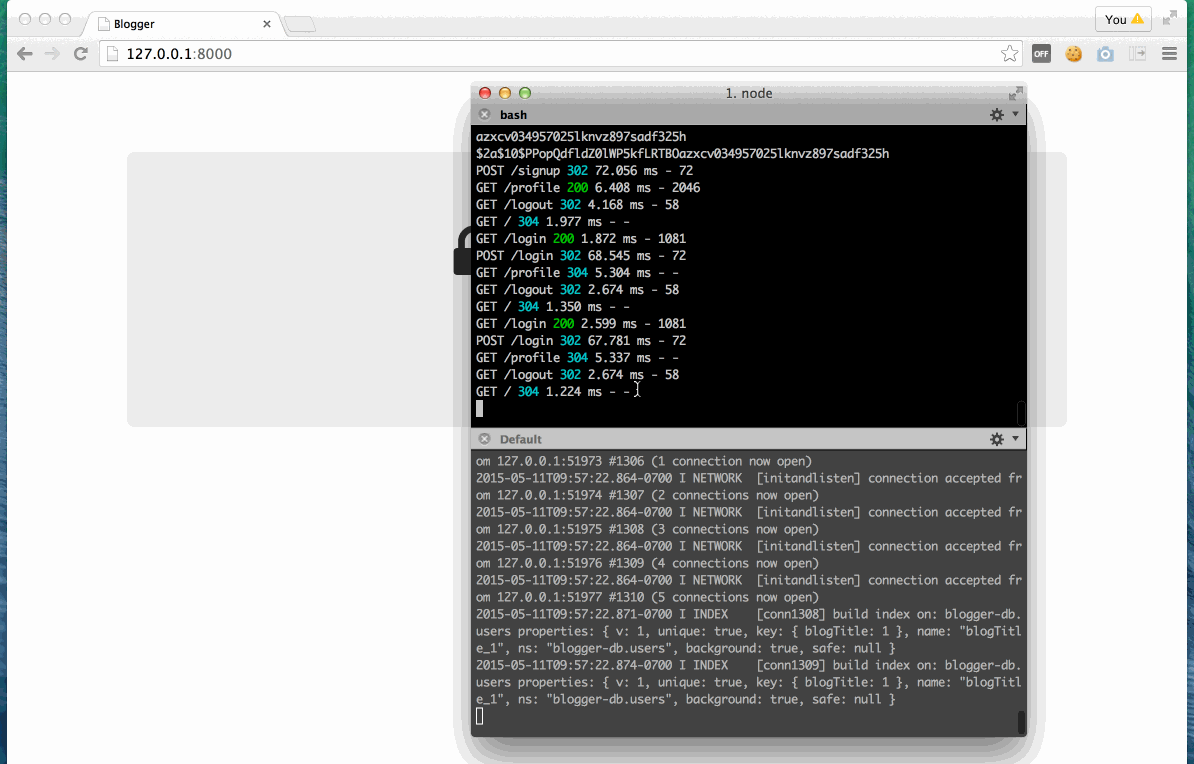 Blogger
You
127.0.0.1:8000
OFF
1. node
bash
azxcv034957025lknvz897sadf325h
$2a$10$PPopQdfldZ0lWP5kfLRTBOazxcv034957025lknvz897sadf325h
POST /signup 302 72.056 ms - 72
GET /profile 200 6.408 ms - 2046
GET /logout 302 4.168 ms - 58
GET / 304 1.977 ms - -
GET /login 200 1.872 ms - 1081
POST /login 302 68.545 ms - 72
GET /profile 304 5.304 ms - -
GET /logout 302 2.674 ms - 58
GET / 304 1.350 ms - -
GET /login 200 2.599 ms - 1081
POST /login 302 67.781 ms - 72
GET /profile 304 5.337 ms - -
GET /logout 302 2.674 ms - 58
GET / 304 1.224 ms - -
Default
om 127.0.0.1:51973 #1306 (1 connection now open)
2015-05-11T09:57:22.864-0700 I NETWORK  [initandlisten] connection accepted fr
om 127.0.0.1:51974 #1307 (2 connections now open)
2015-05-11T09:57:22.864-0700 I NETWORK  [initandlisten] connection accepted fr
om 127.0.0.1:51975 #1308 (3 connections now open)
2015-05-11T09:57:22.864-0700 I NETWORK  [initandlisten] connection accepted fr
om 127.0.0.1:51976 #1309 (4 connections now open)
2015-05-11T09:57:22.864-0700 I NETWORK  [initandlisten] connection accepted fr
om 127.0.0.1:51977 #1310 (5 connections now open)
2015-05-11T09:57:22.871-0700 I INDEX    [conn1308] build index on: blogger-db.
users properties: { v: 1, unique: true, key: { blogTitle: 1 }, name: "blogTitl
e_1", ns: "blogger-db.users", background: true, safe: null }
2015-05-11T09:57:22.874-0700 I INDEX    [conn1309] build index on: blogger-db.
users properties: { v: 1, unique: true, key: { blogTitle: 1 }, name: "blogTitl
e_1", ns: "blogger-db.users", background: true, safe: null }